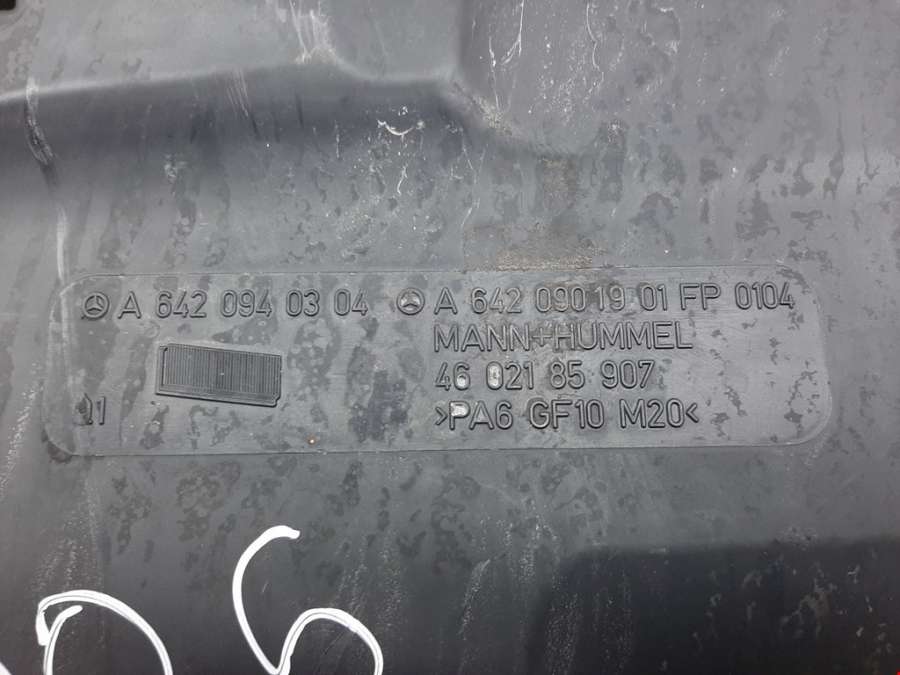 A 642 094 03 04 A 642 090 19 01 FP 0104
MANN+HUMMEL
46 021 85 907
>PA6 GF10 M20<